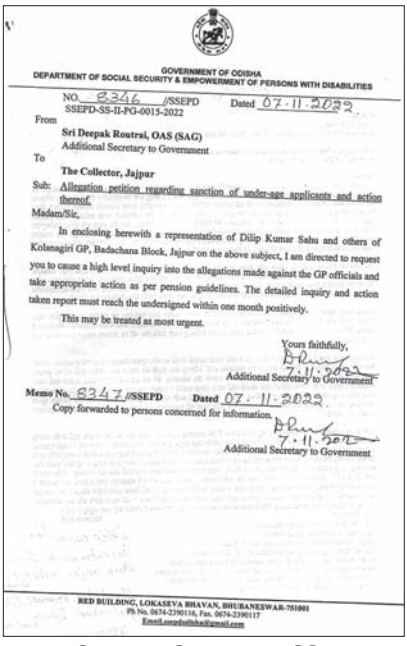 GOVERNMENT OF ODISHA
DEPARTMENT OF SOCIAL SECURITY & EMPOWERMENT OF PERSONS WITH DISABILITIES
NO. 8346 //SSEPD Dated 07.11.2022
SSEPD-SS-II-PG-0015-2022
From
Sri Deepak Routrai, OAS (SAG)
Additional Secretary to Government
To
The Collector, Jajpur
Sub: Allegation petition regarding sanction of under-age applicants and action
thereof.
Madam/Sir,
In enclosing herewith a representation of Dilip Kumar Sahu and others of
Kolanagiri GP, Badachana Block, Jajpur on the above subject, I am directed to request
you to cause a high level inquiry into the allegations made against the GP officials and
take appropriate action as per pension guidelines. The detailed inquiry and action
taken report must reach the undersigned within one month positively.
This may be treated as most urgent.
Yours faithfully,
7.11.2022
Additional Secretary to Government
Memo No. 8347 //SSEPD Dated 07.11.2022
Copy forwarded to persons concerned for information.
7.11.202
Additional Secretary to Government
RED BUILDING, LOKASEVA BHAVAN, BHUBANESWAR-751001
Ph No. 0674-2390116, Fax. 0674-2390117
Email.ssepdodisha@gmail.com